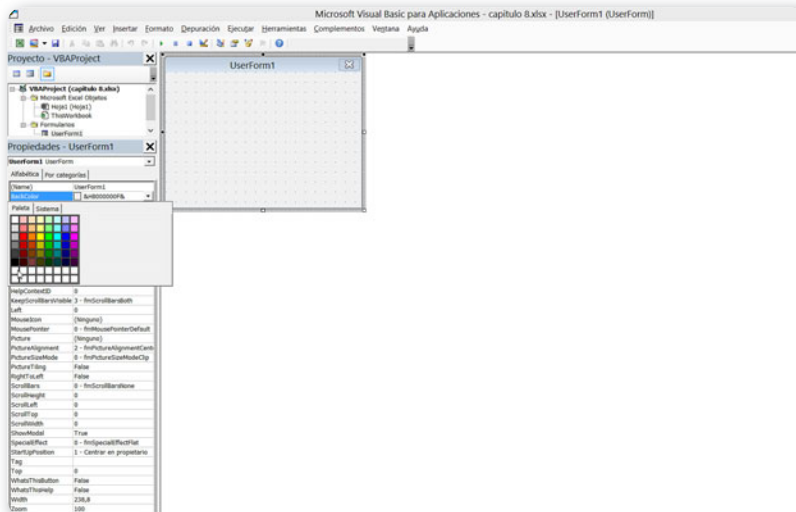 Microsoft Visual Basic para Aplicaciones - capitulo 8.xlsx - [UserForm1 (UserForm)]
Archivo Edición Ver Insertar Formato Depuración Ejecutar Herramientas Complementos Ventana Ayuda
Proyecto - VBAProject
VBAProject (capitulo 8.xlsx)
Microsoft Excel Objetos
Hoja1 (Hoja1)
ThisWorkbook
Formularios
UserForm1
UserForm1
Propiedades - UserForm1
UserForm1 UserForm
Alfabética Por categorías
(Name) UserForm1
BackColor &H8000000F&
Paleta Sistema
HelpContextID 0
KeepScrollBarsVisible 3 - fmScrollBarsBoth
Left 0
MouseIcon (Ninguno)
MousePointer 0 - fmMousePointerDefault
Picture (Ninguno)
PictureAlignment 2 - fmPictureAlignmentCent
PictureSizeMode 0 - fmPictureSizeModeClip
PictureTiling False
RightToLeft False
ScrollBars 0 - fmScrollBarsNone
ScrollHeight 0
ScrollLeft 0
ScrollTop 0
ScrollWidth 0
ShowModal True
SpecialEffect 0 - fmSpecialEffectFlat
StartUpPosition 1 - Centrar en propietario
Tag
Top 0
WhatsThisButton False
WhatsThisHelp False
Width 238,8
Zoom 100